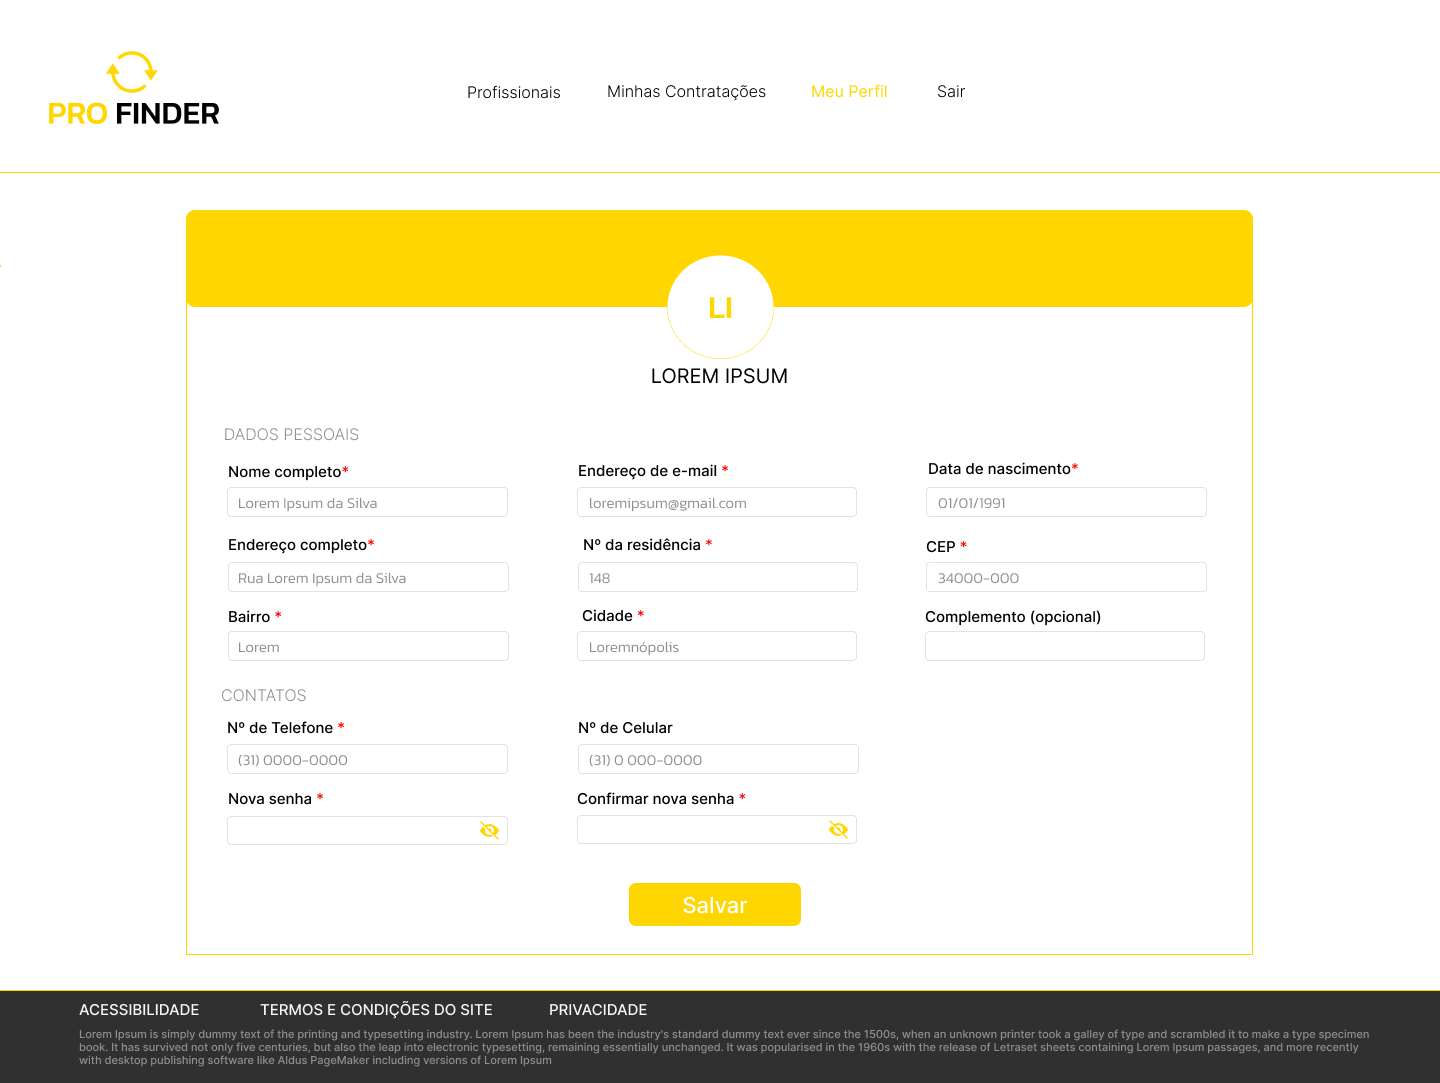 PRO FINDER
Profissionais
Minhas Contratações
Meu Perfil
Sair
LI
LOREM IPSUM
DADOS PESSOAIS
Nome completo*
Endereço de e-mail *
Data de nascimento*
Lorem Ipsum da Silva
loremipsum@gmail.com
01/01/1991
Endereço completo*
Nº da residência *
CEP *
Rua Lorem Ipsum da Silva
148
34000-000
Bairro *
Cidade *
Complemento (opcional)
Lorem
Loremnópolis
CONTATOS
Nº de Telefone *
Nº de Celular
(31) 0000-0000
(31) 0 000-0000
Nova senha *
Confirmar nova senha *
Salvar
ACESSIBILIDADE
TERMOS E CONDIÇÕES DO SITE
PRIVACIDADE
Lorem Ipsum is simply dummy text of the printing and typesetting industry. Lorem Ipsum has been the industry's standard dummy text ever since the 1500s, when an unknown printer took a galley of type and scrambled it to make a type specimen
book. It has survived not only five centuries, but also the leap into electronic typesetting, remaining essentially unchanged. It was popularised in the 1960s with the release of Letraset sheets containing Lorem Ipsum passages, and more recently
with desktop publishing software like Aldus PageMaker including versions of Lorem Ipsum